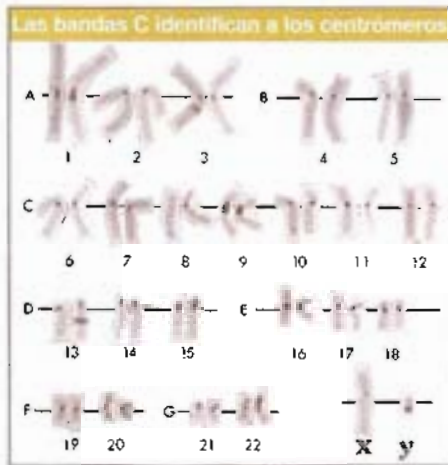 Las bandas C identifican a los centrómeros
A B
1 2 3 4 5
C
6 7 8 9 10 11 12
D E
13 14 15 16 17 18
F G
19 20 21 22 X y